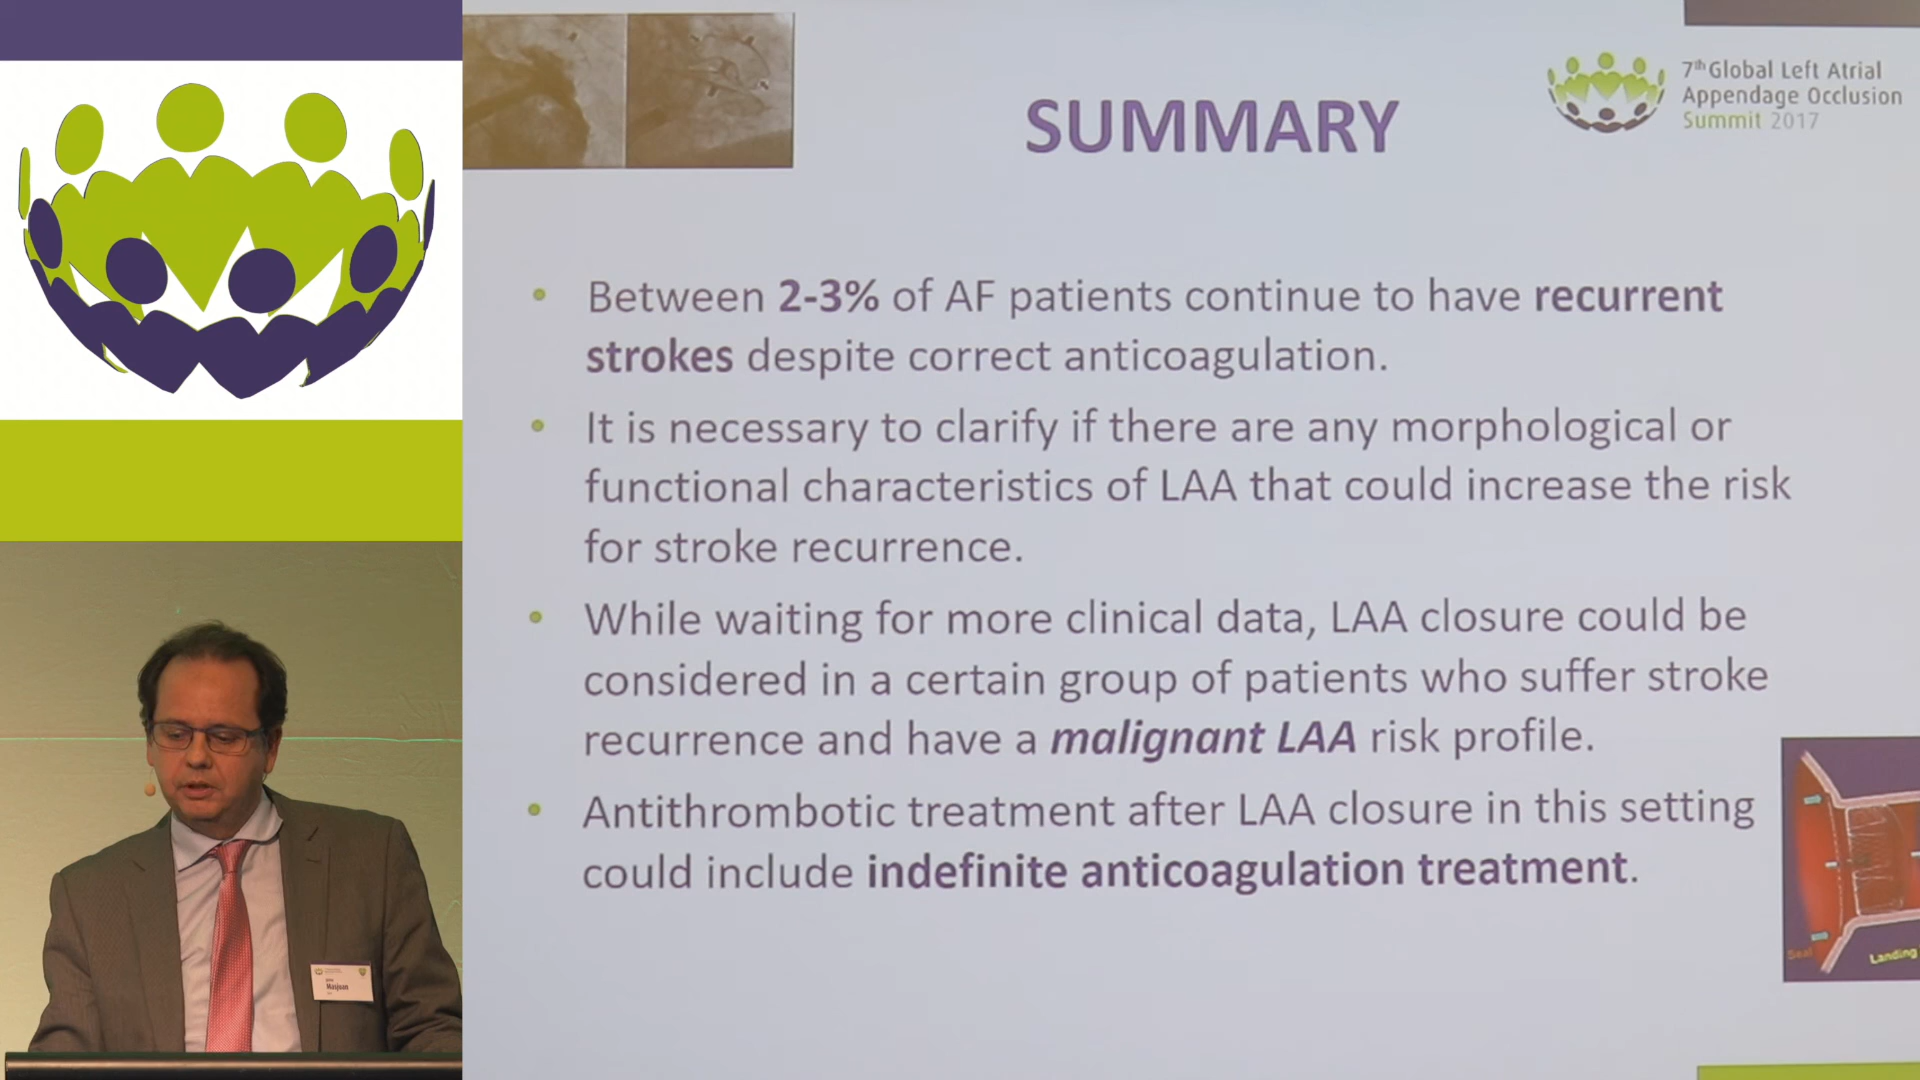 SUMMARY
7th Global Left Atrial
Appendage Occlusion
Summit 2017
• Between 2-3% of AF patients continue to have recurrent
strokes despite correct anticoagulation.
• It is necessary to clarify if there are any morphological or
functional characteristics of LAA that could increase the risk
for stroke recurrence.
• While waiting for more clinical data, LAA closure could be
considered in a certain group of patients who suffer stroke
recurrence and have a malignant LAA risk profile.
• Antithrombotic treatment after LAA closure in this setting
could include indefinite anticoagulation treatment.
Seal
Landing
Masjuan